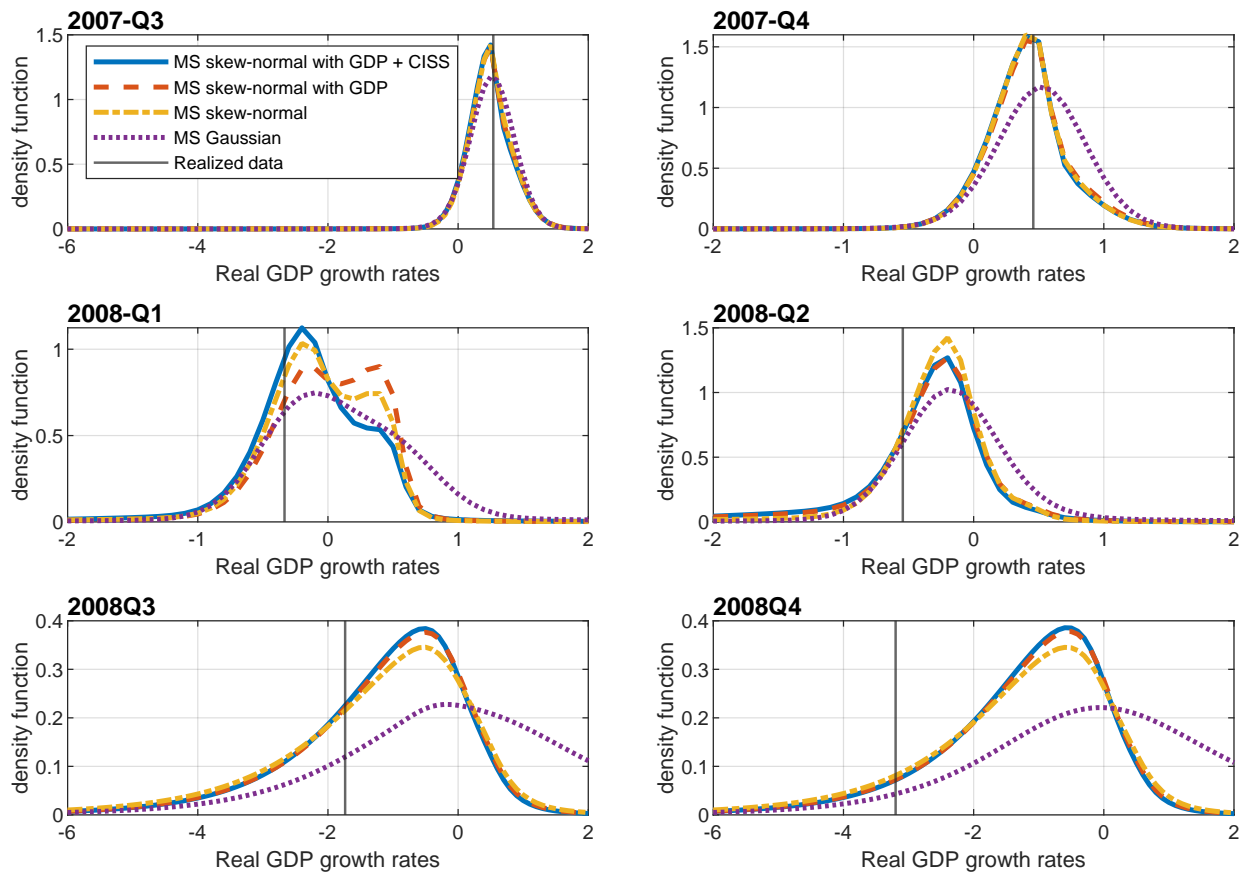 2007-Q3
1.5
1
0.5
0
density function
MS skew-normal with GDP + CISS
MS skew-normal with GDP
MS skew-normal
MS Gaussian
Realized data
-6 -4 -2 0 2
Real GDP growth rates
2007-Q4
1.5
1
0.5
0
density function
-2 -1 0 1 2
Real GDP growth rates
2008-Q1
1
0.5
0
density function
-2 -1 0 1 2
Real GDP growth rates
2008-Q2
1.5
1
0.5
0
density function
-2 -1 0 1 2
Real GDP growth rates
2008Q3
0.4
0.3
0.2
0.1
0
density function
-6 -4 -2 0 2
Real GDP growth rates
2008Q4
0.4
0.3
0.2
0.1
0
density function
-6 -4 -2 0 2
Real GDP growth rates